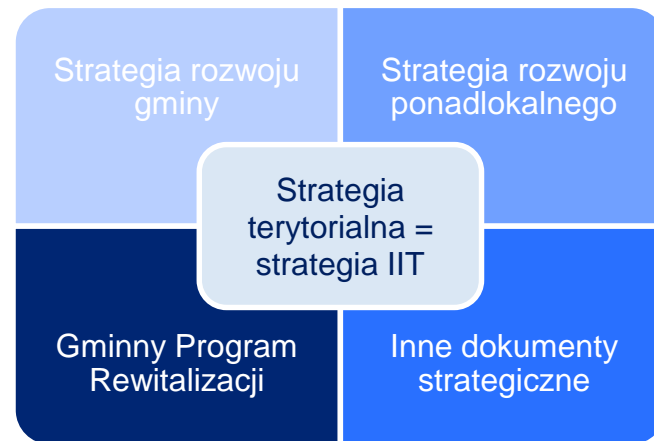 Strategia rozwoju
gminy
Strategia rozwoju
ponadlokalnego
Strategia
terytorialna =
strategia IIT
Gminny Program
Rewitalizacji
Inne dokumenty
strategiczne